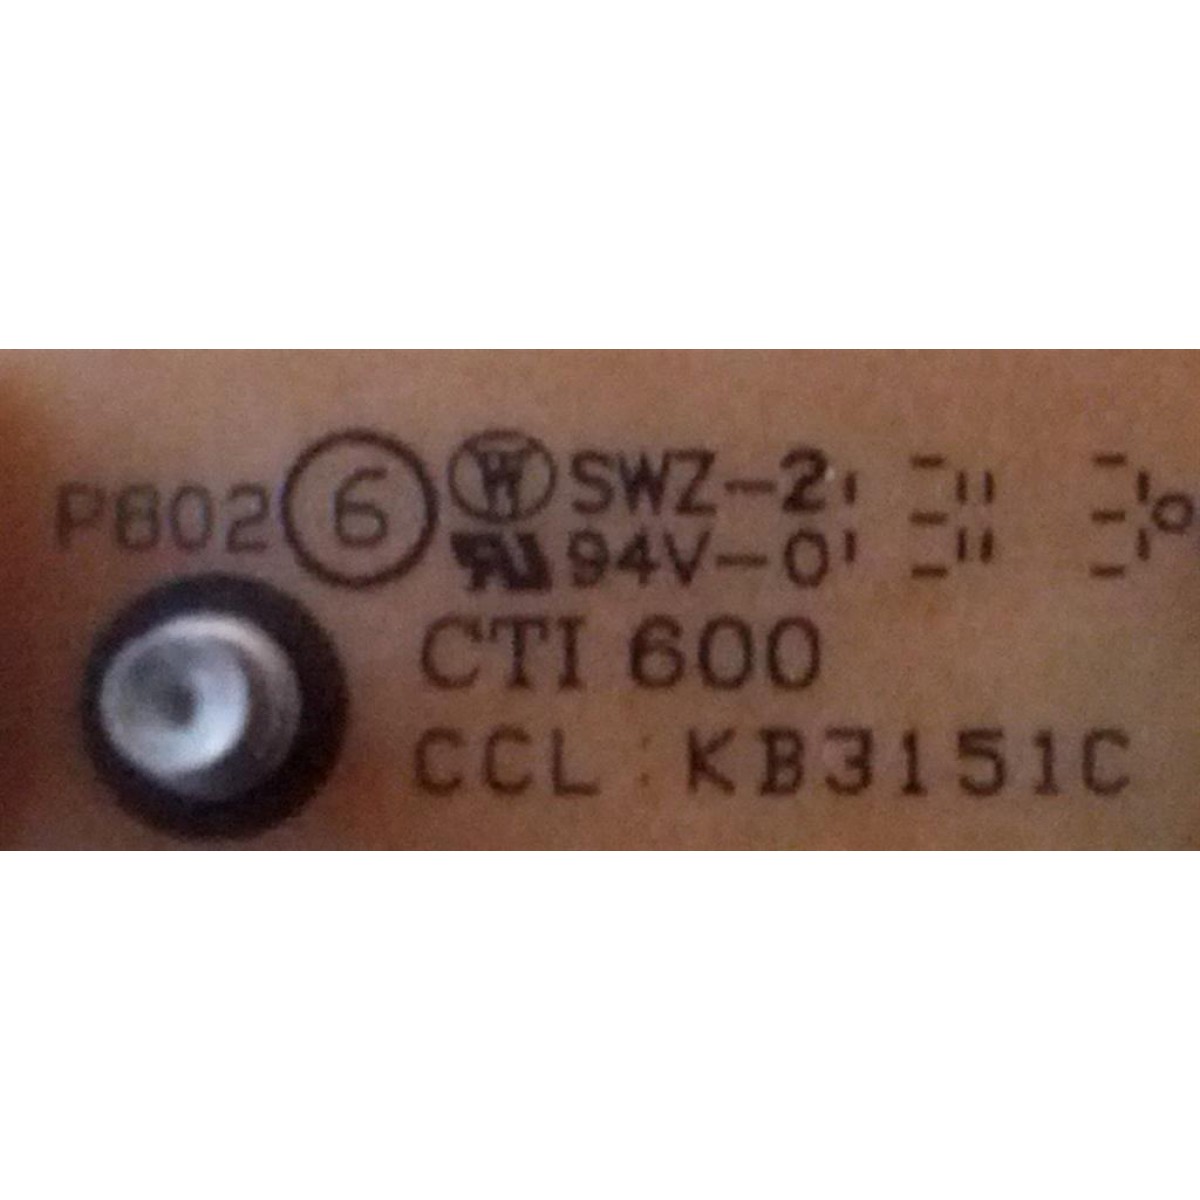 P802 6 W SWZ-2
94V-0
CTI 600
CCL : KB3151C